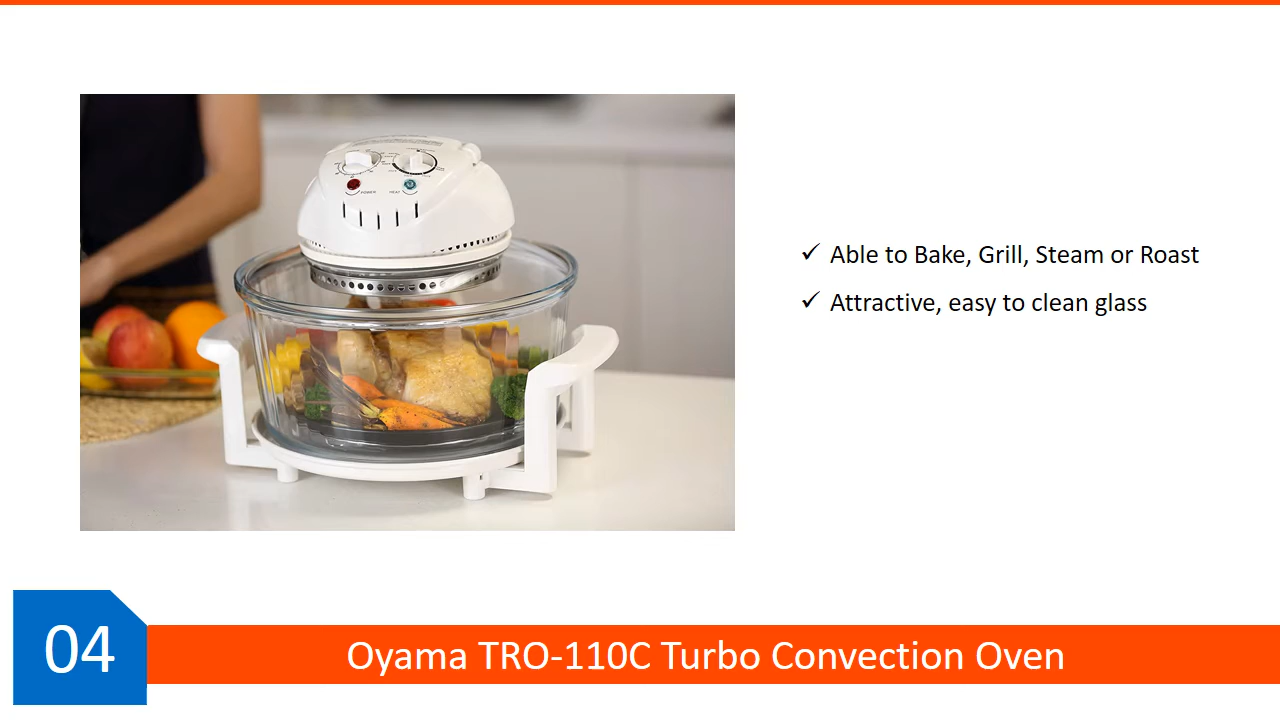 POWER
HEAT
✓ Able to Bake, Grill, Steam or Roast
✓ Attractive, easy to clean glass
04
Oyama TRO-110C Turbo Convection Oven